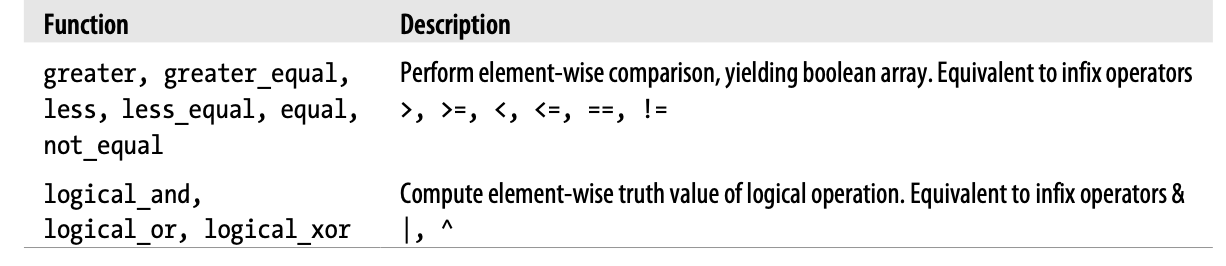 Function Description
greater, greater_equal, Perform element-wise comparison, yielding boolean array. Equivalent to infix operators
less, less_equal, equal, >, >=, <, <=, ==, !=
not_equal
logical_and, Compute element-wise truth value of logical operation. Equivalent to infix operators &
logical_or, logical_xor |, ^